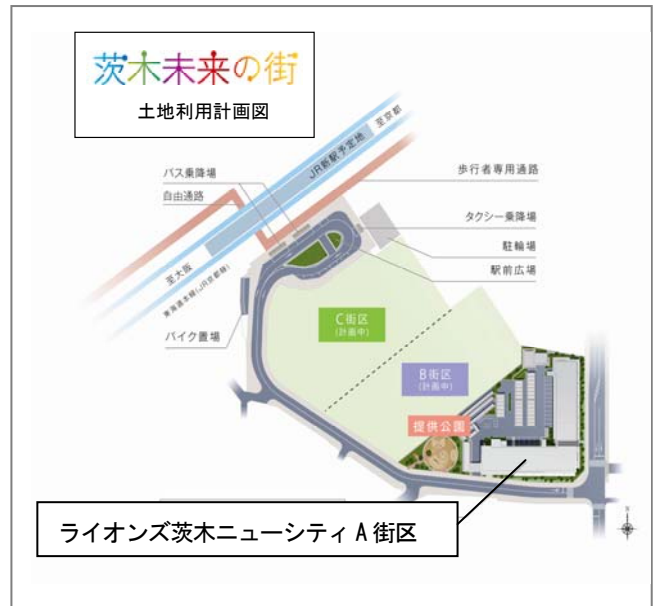 茨木未来の街
土地利用計画図
JR新駅予定地
至京都
バス乗降場
自由通路
歩行者専用通路
タクシー乗降場
駐輪場
駅前広場
至大阪
東海道本線(JR京都線)
バイク置場
C街区
(計画中)
B街区
(計画中)
提供公園
ライオンズ茨木ニューシティA街区
N